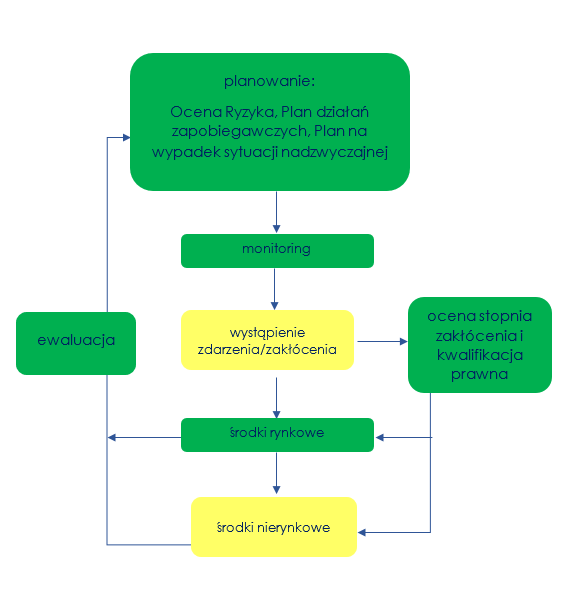 planowanie:
Ocena Ryzyka, Plan działań
zapobiegawczych, Plan na
wypadek sytuacji nadzwyczajnej
monitoring
wystąpienie
zdarzenia/zakłócenia
ocena stopnia
zakłócenia i
kwalifikacja
prawna
ewaluacja
środki rynkowe
środki nierynkowe